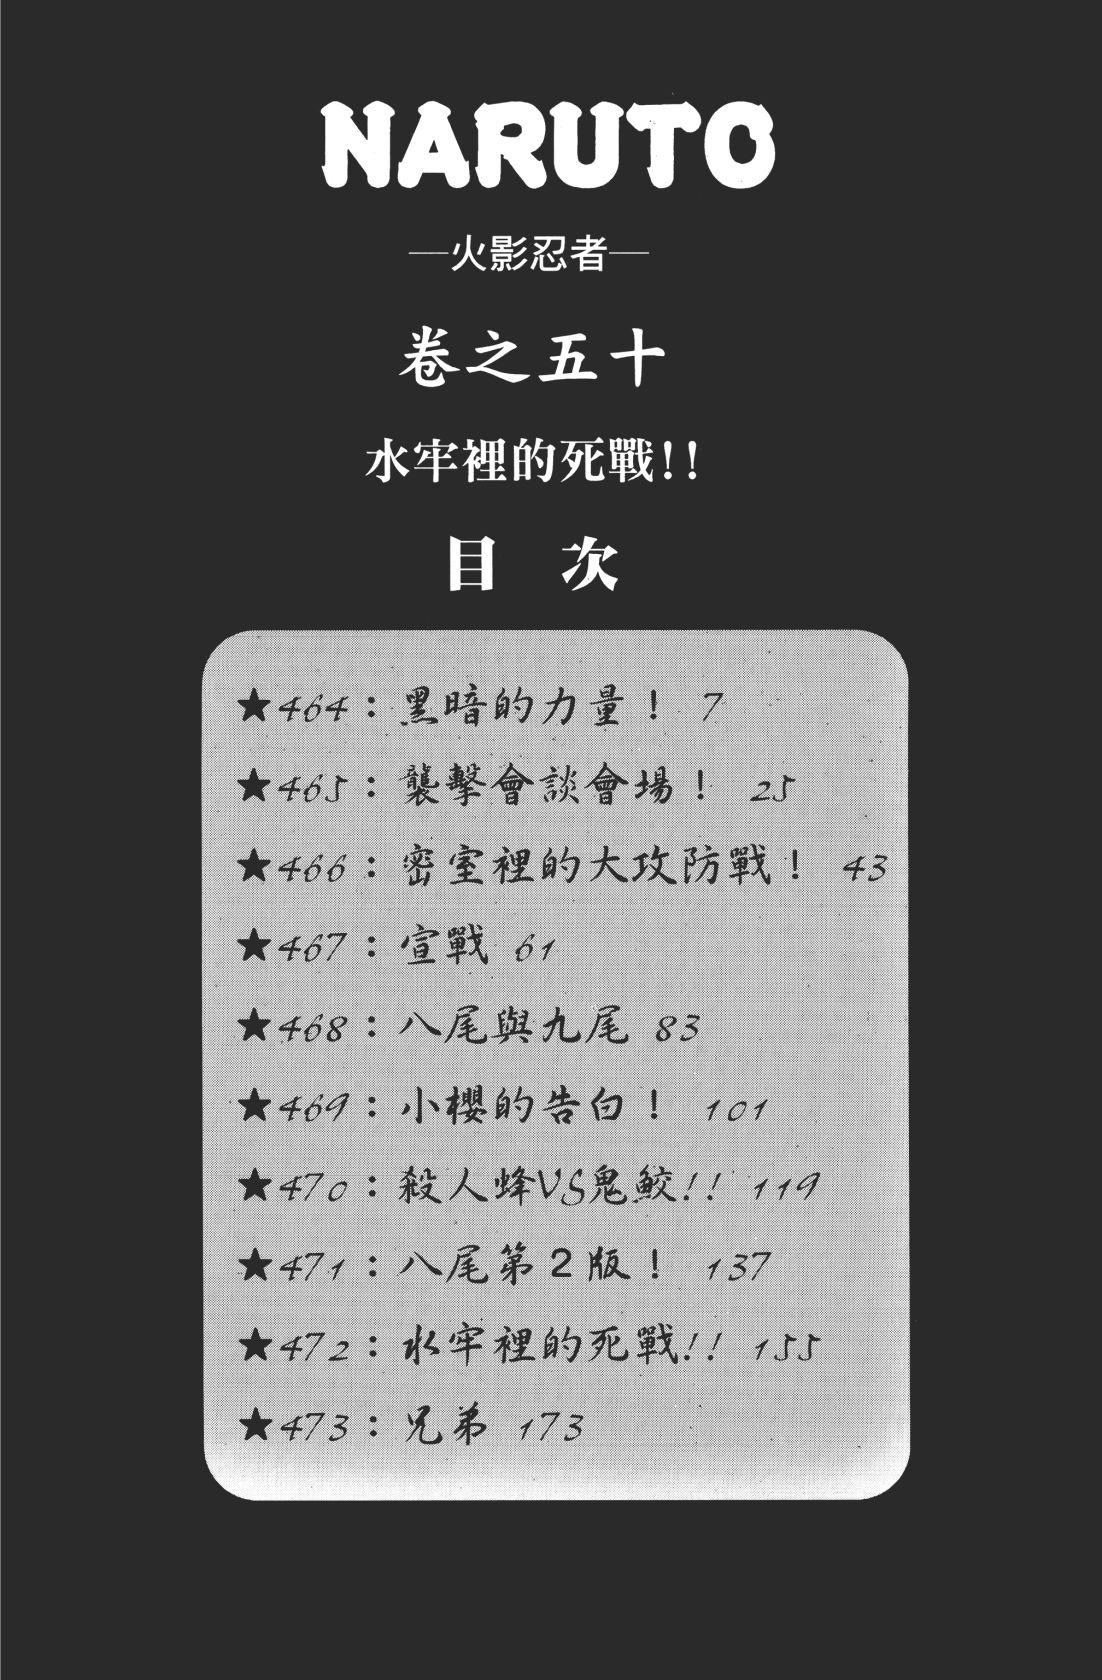 NARUTO
—火影忍者—
卷之五十
水牢裡的死戰!!
目 次
★464：黑暗的力量！ 7
★465：襲擊會談會場！ 25
★466：密室裡的大攻防戰！ 43
★467：宣戰 61
★468：八尾與九尾 83
★469：小櫻的告白！ 101
★470：殺人蜂VS鬼鮫!! 119
★471：八尾第2版！ 137
★472：水牢裡的死戰!! 155
★473：兄弟 173